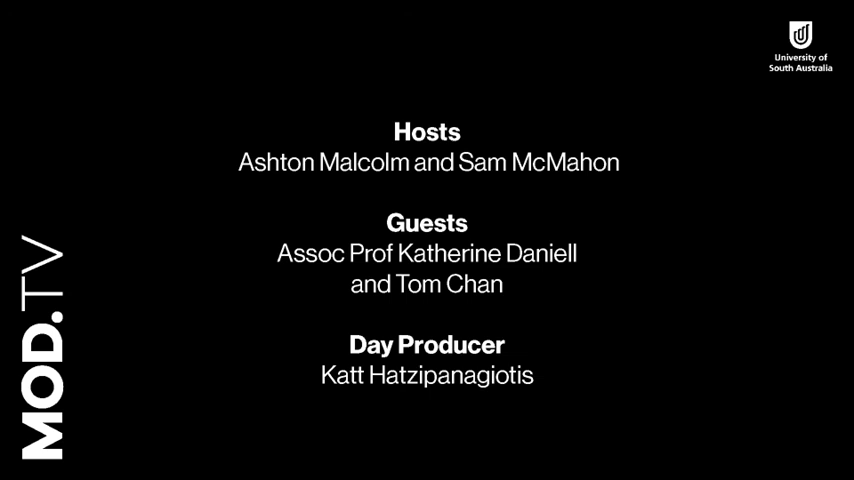 University of
South Australia
Hosts
Ashton Malcolm and Sam McMahon
Guests
Assoc Prof Katherine Daniell
and Tom Chan
Day Producer
Katt Hatzipanagiotis
MOD.TV